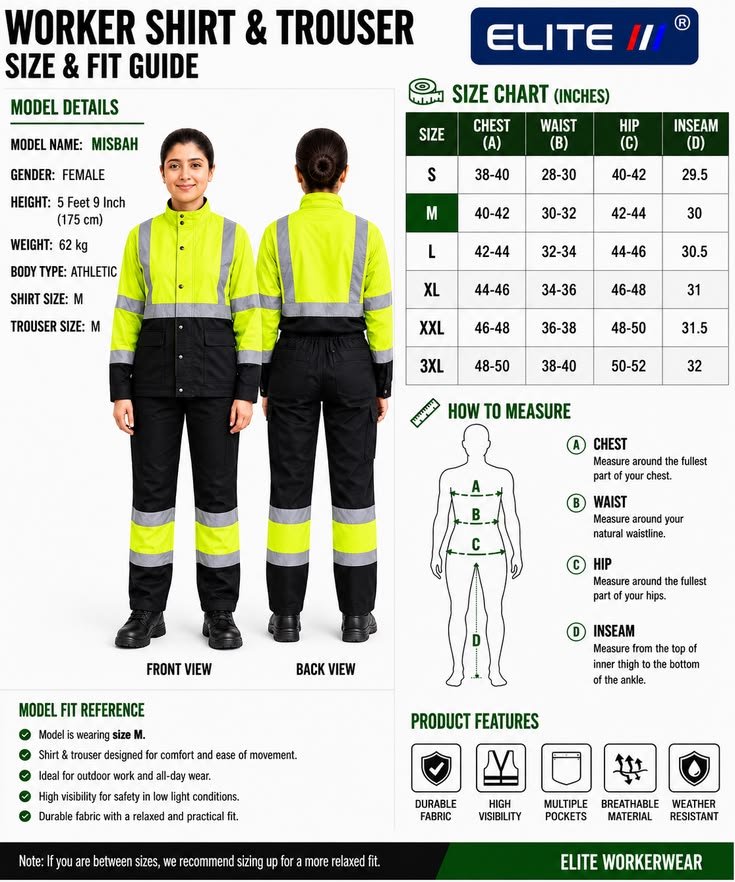 WORKER SHIRT & TROUSER
SIZE & FIT GUIDE
ELITE ®
MODEL DETAILS
MODEL NAME: MISBAH
GENDER: FEMALE
HEIGHT: 5 Feet 9 Inch
(175 cm)
WEIGHT: 62 kg
BODY TYPE: ATHLETIC
SHIRT SIZE: M
TROUSER SIZE: M
FRONT VIEW
BACK VIEW
SIZE CHART (INCHES)
SIZE CHEST (A) WAIST (B) HIP (C) INSEAM (D)
S 38-40 28-30 40-42 29.5
M 40-42 30-32 42-44 30
L 42-44 32-34 44-46 30.5
XL 44-46 34-36 46-48 31
XXL 46-48 36-38 48-50 31.5
3XL 48-50 38-40 50-52 32
HOW TO MEASURE
A
B
C
D
A CHEST
Measure around the fullest
part of your chest.
B WAIST
Measure around your
natural waistline.
C HIP
Measure around the fullest
part of your hips.
D INSEAM
Measure from the top of
inner thigh to the bottom
of the ankle.
MODEL FIT REFERENCE
Model is wearing size M.
Shirt & trouser designed for comfort and ease of movement.
Ideal for outdoor work and all-day wear.
High visibility for safety in low light conditions.
Durable fabric with a relaxed and practical fit.
PRODUCT FEATURES
DURABLE
FABRIC
HIGH
VISIBILITY
MULTIPLE
POCKETS
BREATHABLE
MATERIAL
WEATHER
RESISTANT
Note: If you are between sizes, we recommend sizing up for a more relaxed fit.
ELITE WORKERWEAR